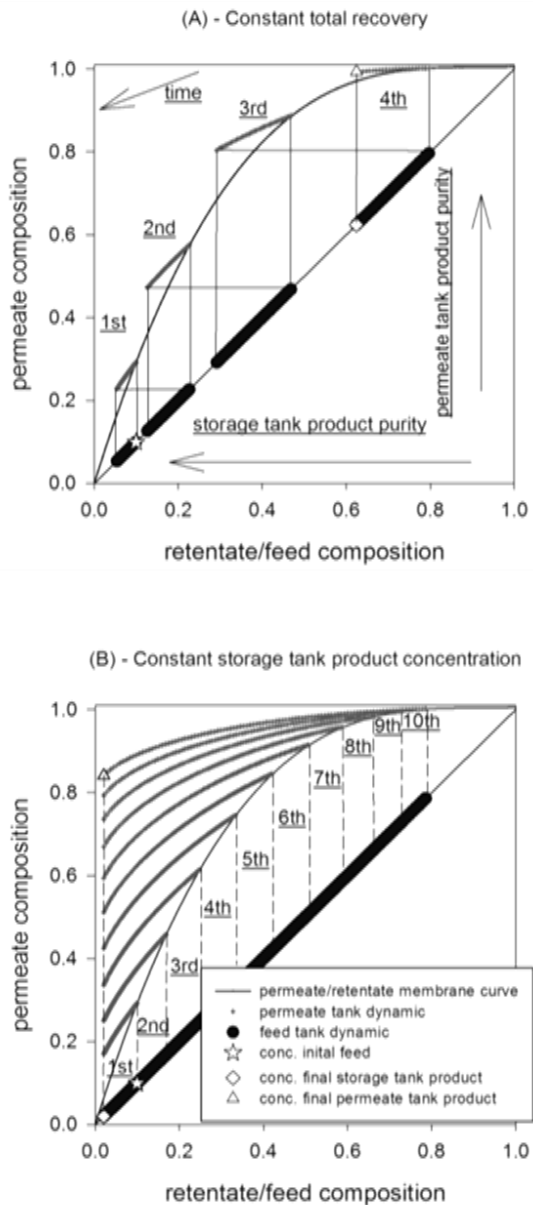 (A) - Constant total recovery
1.0
time
3rd
4th
0.8
permeate tank product purity
2nd
0.6
permeate composition
0.4
1st
0.2
storage tank product purity
0.0
0.0 0.2 0.4 0.6 0.8 1.0
retentate/feed composition
(B) - Constant storage tank product concentration
1.0
10th
9th
8th
0.8
7th
6th
0.6
5th
permeate composition
4th
0.4
3rd
permeate/retentate membrane curve
permeate tank dynamic
2nd
feed tank dynamic
0.2
conc. inital feed
1st
conc. final storage tank product
conc. final permeate tank product
0.0
0.0 0.2 0.4 0.6 0.8 1.0
retentate/feed composition